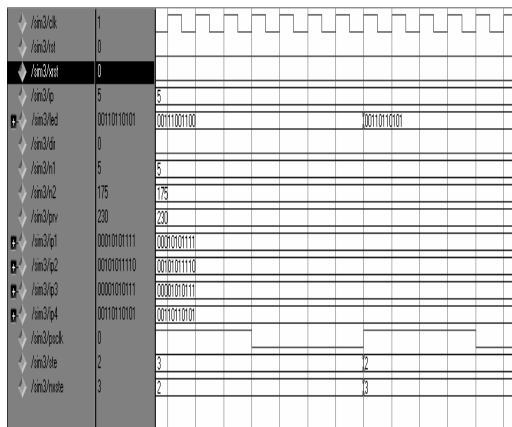 /sim3/clk 1
/sim3/rst 0
/sim3/xrst 0
/sim3/ip 5 5
/sim3/led 00110110101 00111001100 00110110101
/sim3/dir 0
/sim3/n1 5 5
/sim3/n2 175 175
/sim3/prv 230 230
/sim3/ip1 00010101111 00010101111
/sim3/ip2 00101011110 00101011110
/sim3/ip3 00001010111 00001010111
/sim3/ip4 00110110101 00110110101
/sim3/psclk 0
/sim3/ste 2 3 2
/sim3/nxste 3 2 3